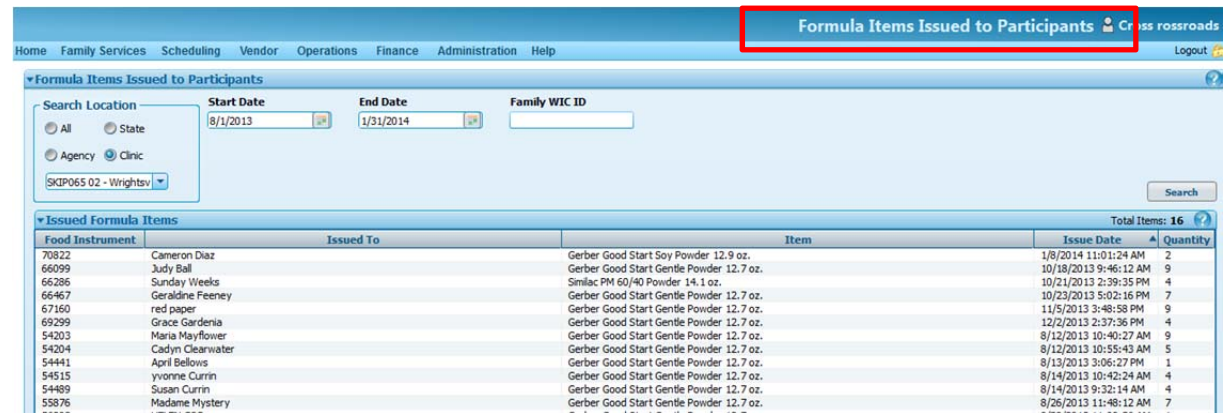 Formula Items Issued to Participants Cross rossroads
Home Family Services Scheduling Vendor Operations Finance Administration Help Logout
Formula Items Issued to Participants
Search Location Start Date End Date Family WIC ID
All State 8/1/2013 1/31/2014
Agency Clinic
SKIP065 02 - Wrightsv
Search
Issued Formula Items Total Items: 16
Food Instrument Issued To Item Issue Date Quantity
70822 Cameron Diaz Gerber Good Start Soy Powder 12.9 oz. 1/8/2014 11:01:24 AM 2
66099 Judy Ball Gerber Good Start Gentle Powder 12.7 oz. 10/18/2013 9:46:12 AM 9
66286 Sunday Weeks Similac PM 60/40 Powder 14.1 oz. 10/21/2013 2:39:35 PM 4
66467 Geraldine Feeney Gerber Good Start Gentle Powder 12.7 oz. 10/23/2013 5:02:16 PM 7
67160 red paper Gerber Good Start Gentle Powder 12.7 oz. 11/5/2013 3:48:58 PM 9
69299 Grace Gardenia Gerber Good Start Gentle Powder 12.7 oz. 12/2/2013 2:37:36 PM 4
54203 Maria Mayflower Gerber Good Start Gentle Powder 12.7 oz. 8/12/2013 10:40:27 AM 9
54204 Cadyn Clearwater Gerber Good Start Gentle Powder 12.7 oz. 8/12/2013 10:55:43 AM 5
54441 April Bellows Gerber Good Start Gentle Powder 12.7 oz. 8/13/2013 3:06:27 PM 1
54515 yvonne Currin Gerber Good Start Gentle Powder 12.7 oz. 8/14/2013 10:42:24 AM 4
54489 Susan Currin Gerber Good Start Gentle Powder 12.7 oz. 8/14/2013 9:32:14 AM 4
55876 Madame Mystery Gerber Good Start Gentle Powder 12.7 oz. 8/26/2013 11:48:12 AM 7